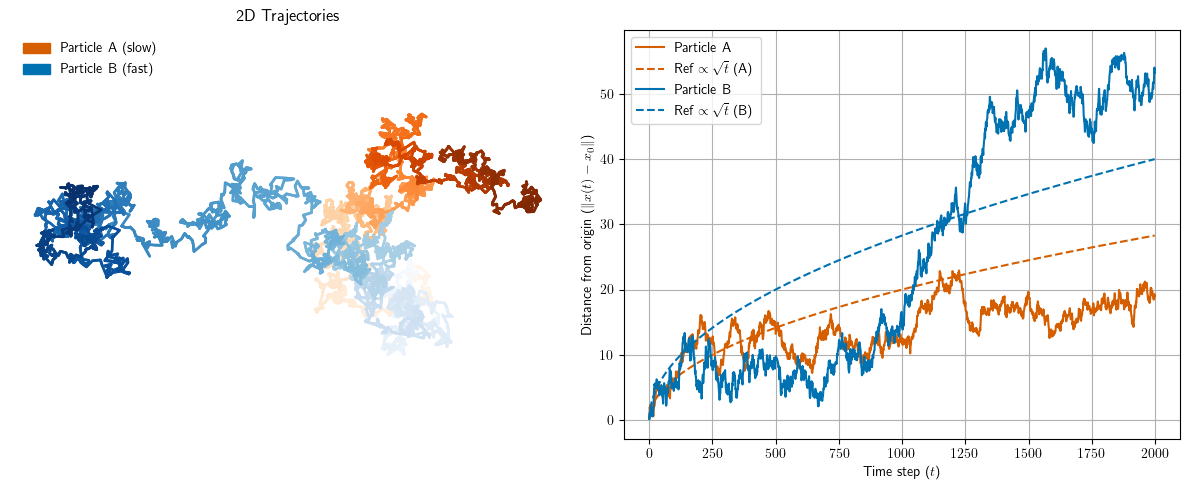 2D Trajectories
Particle A (slow)
Particle B (fast)
Particle A
Ref ∝ √t (A)
Particle B
Ref ∝ √t (B)
Distance from origin (‖x(t) − x₀‖)
50
40
30
20
10
0
0 250 500 750 1000 1250 1500 1750 2000
Time step (t)